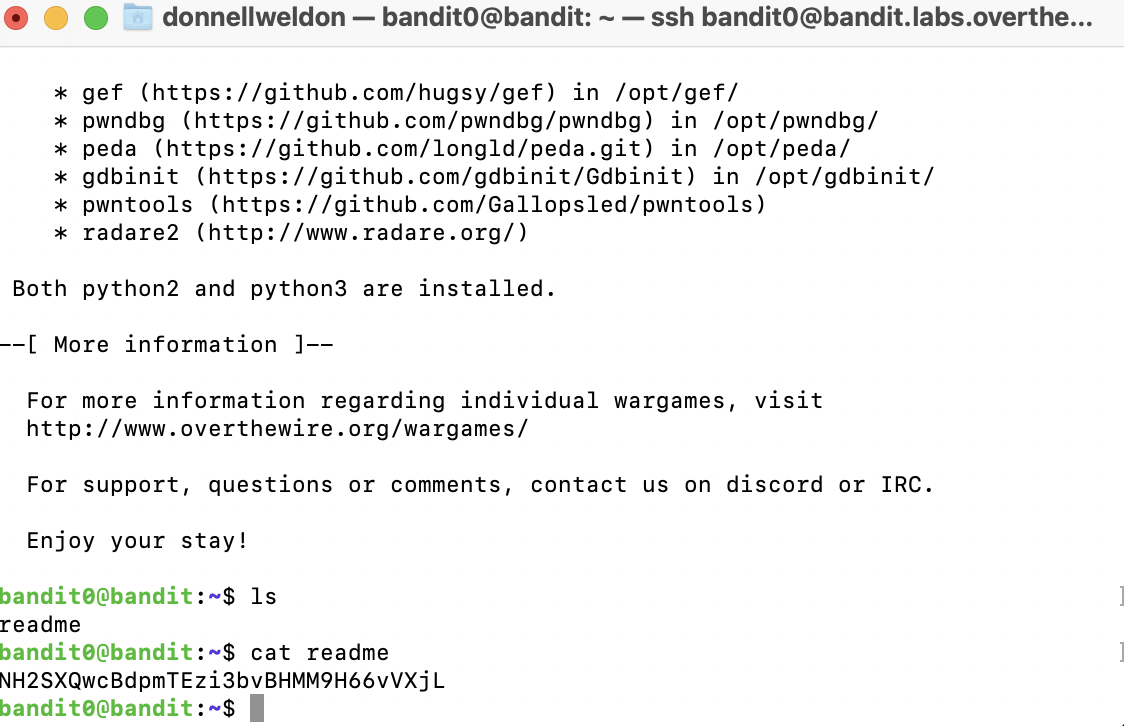 donnellweldon — bandit0@bandit: ~ — ssh bandit0@bandit.labs.overthe...
* gef (https://github.com/hugsy/gef) in /opt/gef/
* pwndbg (https://github.com/pwndbg/pwndbg) in /opt/pwndbg/
* peda (https://github.com/longld/peda.git) in /opt/peda/
* gdbinit (https://github.com/gdbinit/Gdbinit) in /opt/gdbinit/
* pwntools (https://github.com/Gallopsled/pwntools)
* radare2 (http://www.radare.org/)
Both python2 and python3 are installed.
--[ More information ]--
For more information regarding individual wargames, visit
http://www.overthewire.org/wargames/
For support, questions or comments, contact us on discord or IRC.
Enjoy your stay!
bandit0@bandit:~$ ls
readme
bandit0@bandit:~$ cat readme
NH2SXQwcBdpmTEzi3bvBHMM9H66vVXjL
bandit0@bandit:~$